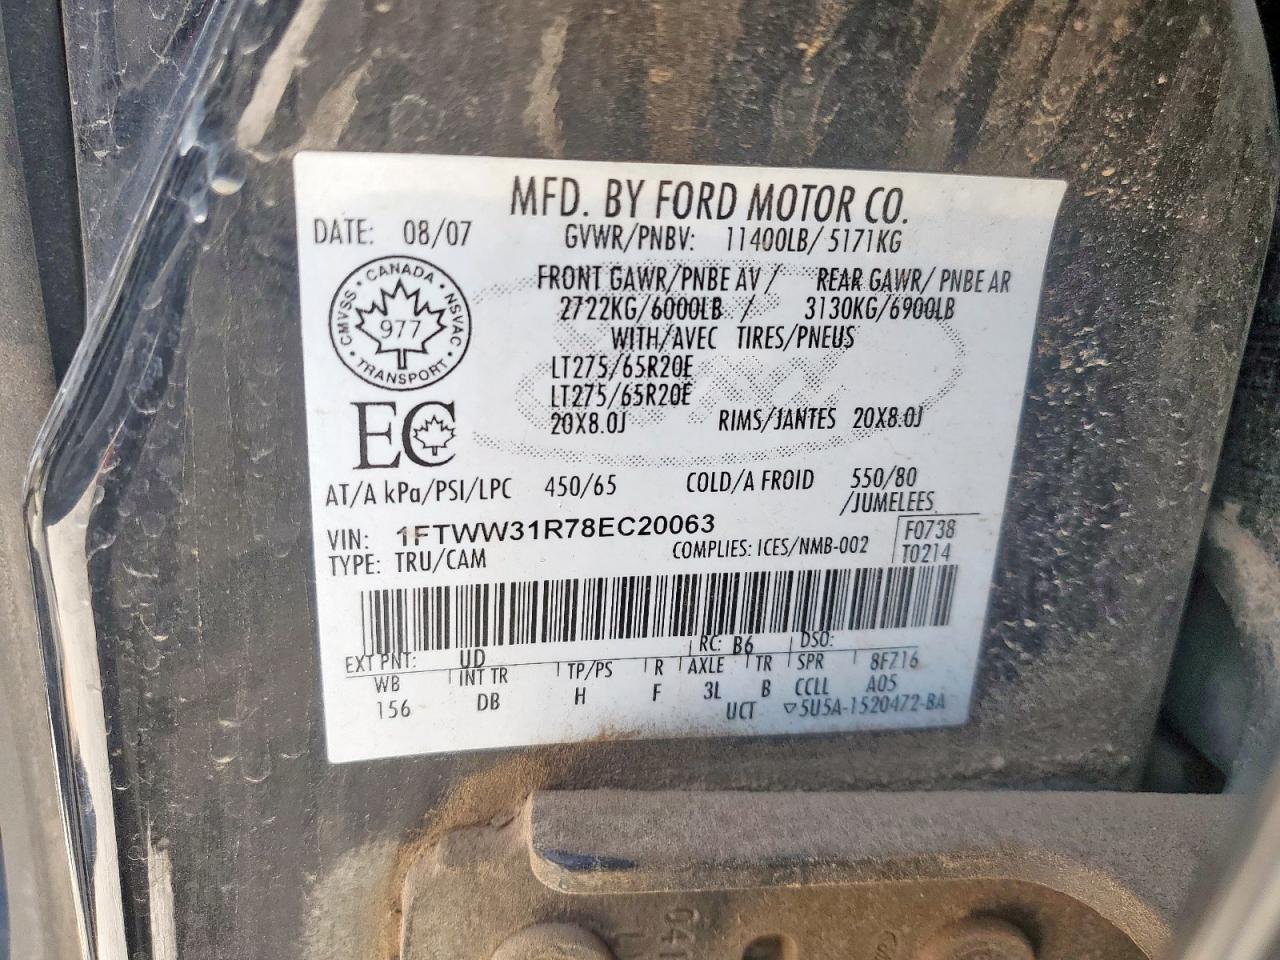 MFD. BY FORD MOTOR CO.
DATE: 08/07 GVWR/PNBV: 11400LB/ 5171KG
FRONT GAWR/PNBE AV / REAR GAWR/ PNBE AR
2722KG/6000LB / 3130KG/6900LB
WITH/AVEC TIRES/PNEUS
CMVSS · CANADA · NSVAC TRANSPORT
977
LT275/65R20E
LT275/65R20E
20X8.0J RIMS/JANTES 20X8.0J
EC
AT/A kPa/PSI/LPC 450/65 COLD/A FROID 550/80
/JUMELEES
VIN: 1FTWW31R78EC20063 F0738
TYPE: TRU/CAM COMPLIES: ICES/NMB-002 T0214
EXT PNT: UD RC: B6 DSO:
WB INT TR TP/PS R AXLE TR SPR 8F716
156 DB H F 3L B CCLL A05
UCT ▽5U5A-1520472-BA